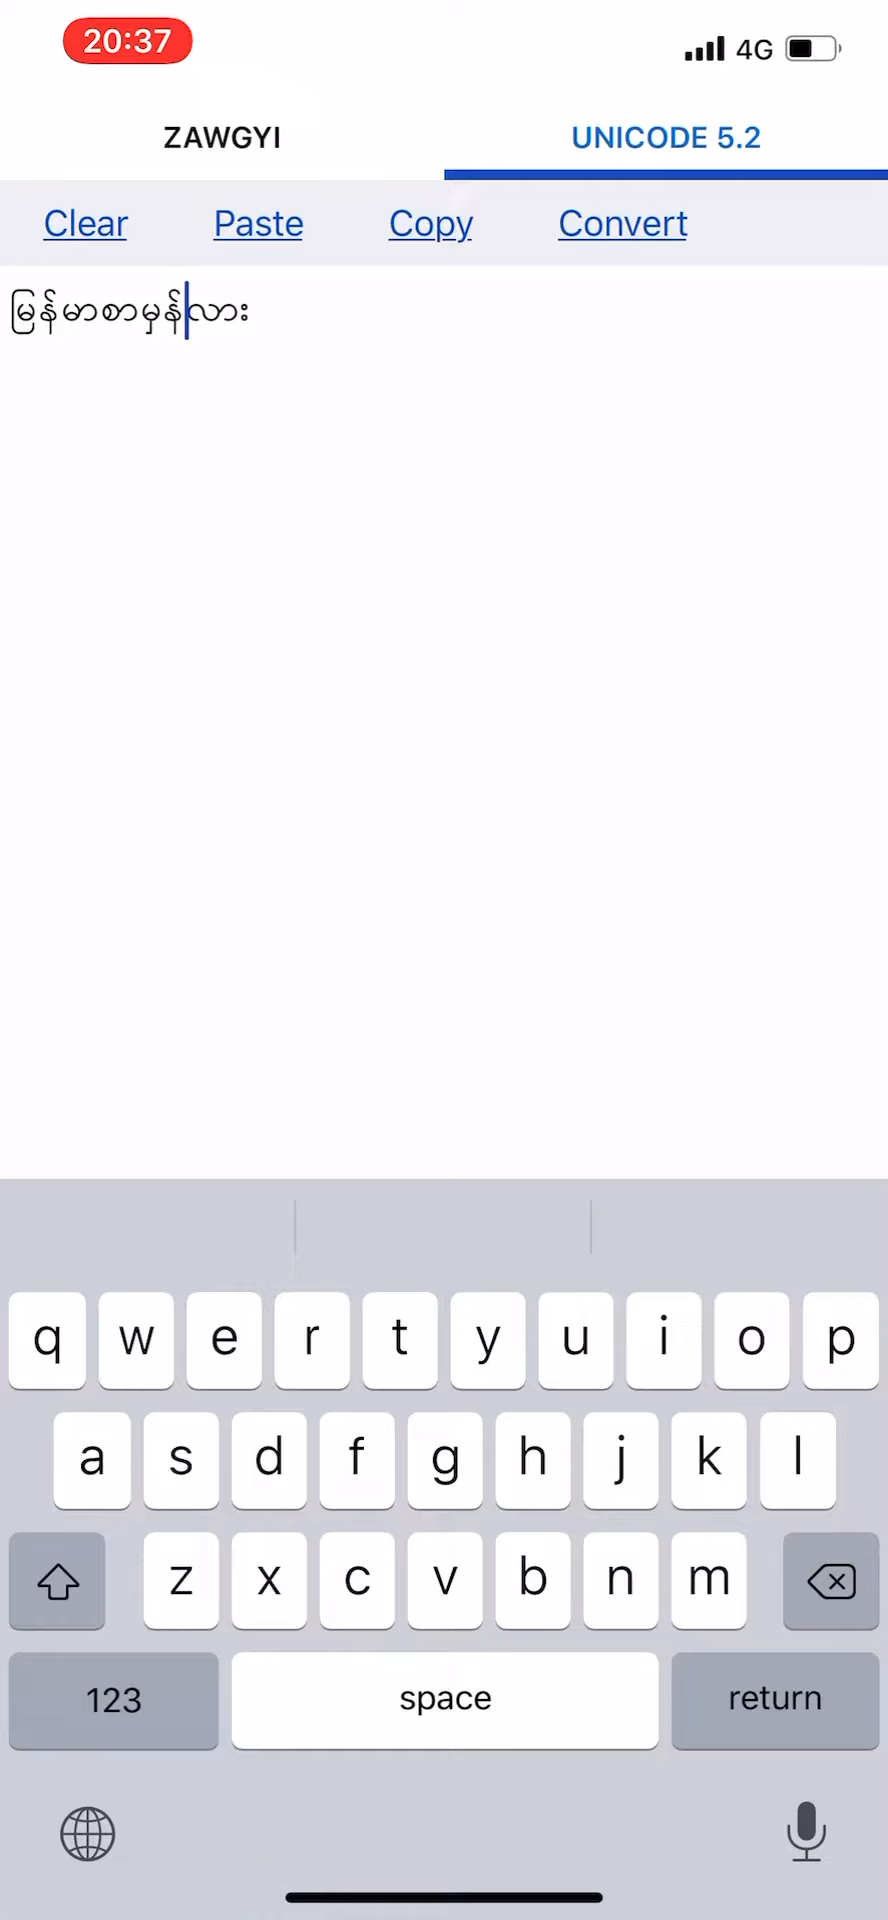 20:37
4G
ZAWGYI
UNICODE 5.2
Clear Paste Copy Convert
မြန်မာစာမှန်လား
q w e r t y u i o p
a s d f g h j k l
z x c v b n m
123 space return